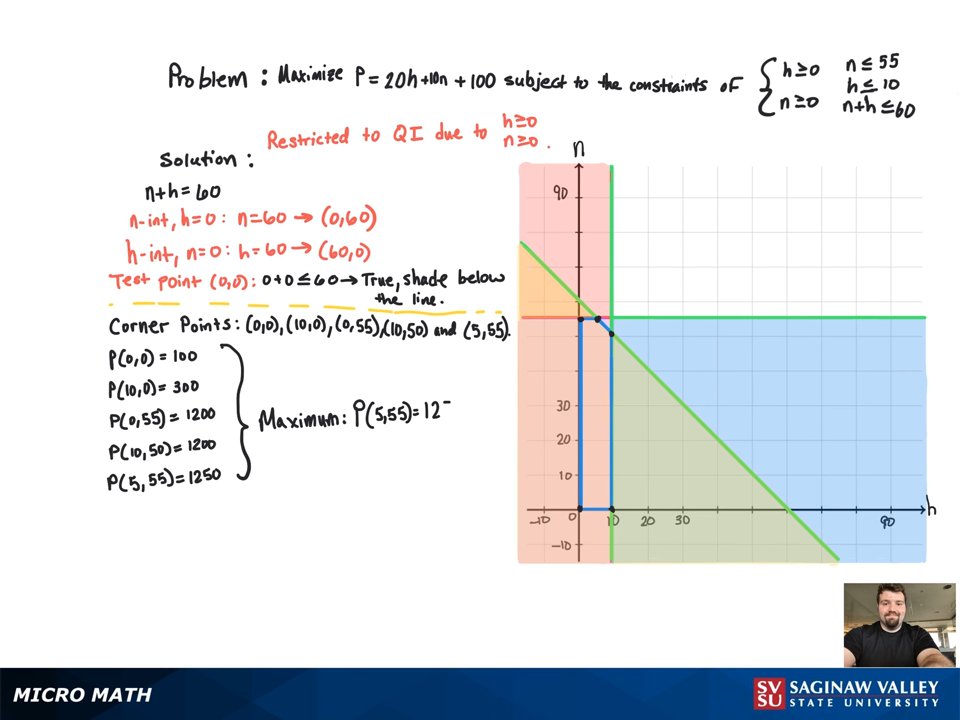 Problem: Maximize P = 20h+10n + 100 subject to the constraints of { h≥0 n≤55
h≤10
n≥0 n+h≤60
Restricted to QI due to h≥0
n≥0.
Solution:
n+h=60
n-int, h=0: n=60 → (0,60)
h-int, n=0: h=60 → (60,0)
Test point (0,0): 0+0≤60 → True, shade below
the line.
Corner Points: (0,0), (10,0), (0,55), (10,50) and (5,55).
P(0,0)=100
P(10,0)=300
P(0,55)=1200
P(10,50)=1200
P(5,55)=1250
Maximum: P(5,55)=12
n
90
30
20
10
-10 0 10 20 30 90 h
-10
MICRO MATH
SV
SU
SAGINAW VALLEY
STATE UNIVERSITY